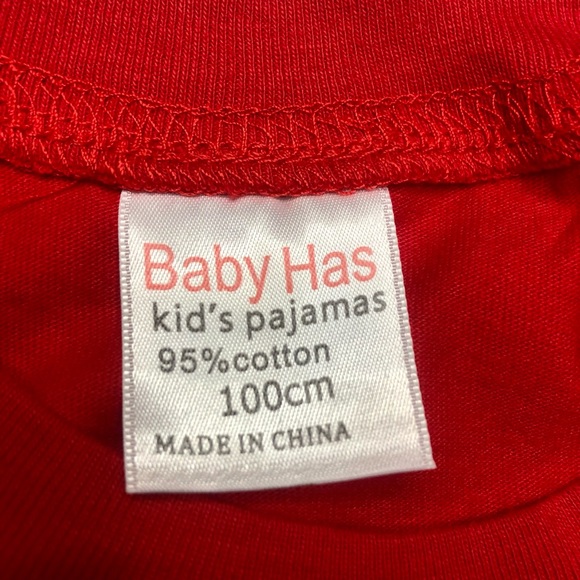 Baby Has
kid's pajamas
95%cotton
100cm
MADE IN CHINA